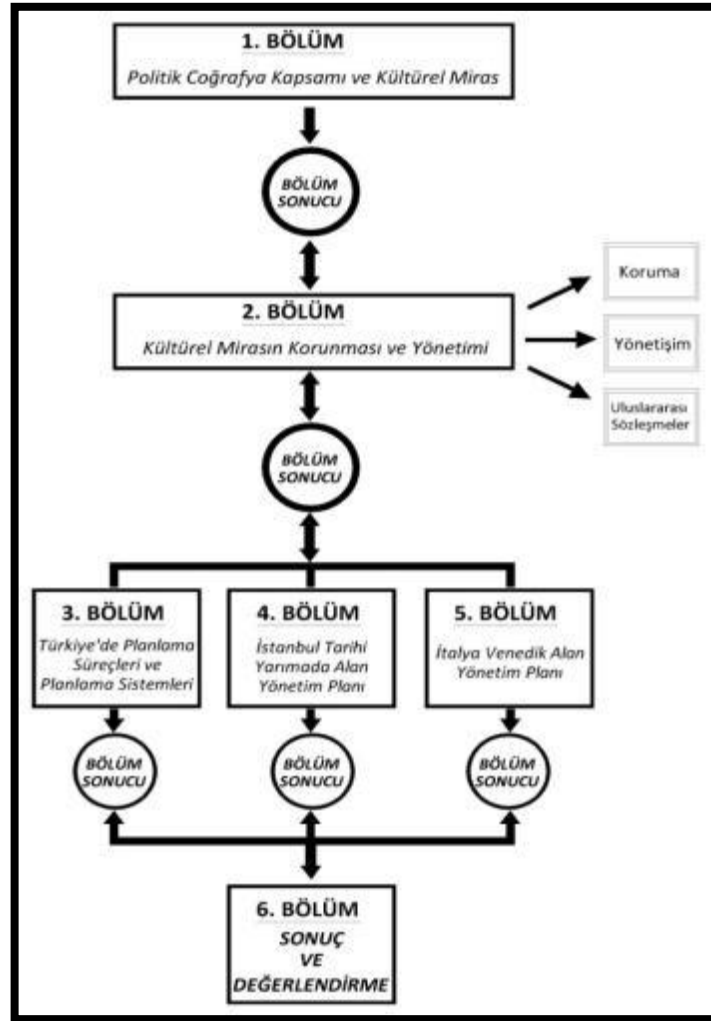 1. BÖLÜM
Politik Coğrafya Kapsamı ve Kültürel Miras
BÖLÜM
SONUCU
2. BÖLÜM
Kültürel Mirasın Korunması ve Yönetimi
Koruma
Yönetişim
Uluslararası
Sözleşmeler
BÖLÜM
SONUCU
3. BÖLÜM
Türkiye'de Planlama
Süreçleri ve
Planlama Sistemleri
4. BÖLÜM
İstanbul Tarihi
Yarımada Alan
Yönetim Planı
5. BÖLÜM
İtalya Venedik Alan
Yönetim Planı
BÖLÜM
SONUCU
BÖLÜM
SONUCU
BÖLÜM
SONUCU
6. BÖLÜM
SONUÇ
VE
DEĞERLENDİRME